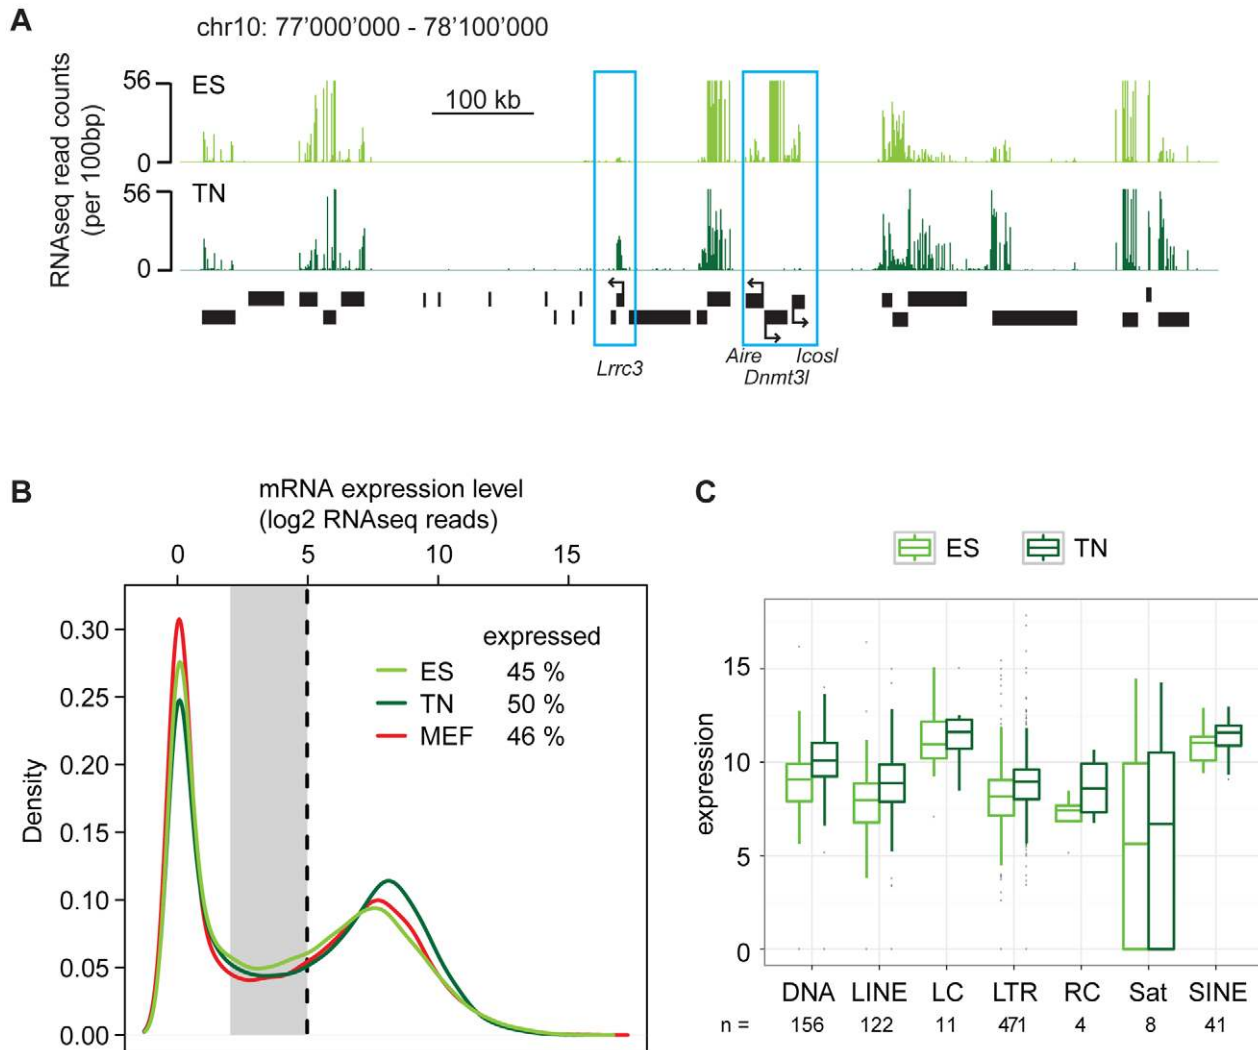 A
chr10: 77'000'000 - 78'100'000
RNAseq read counts
(per 100bp)
56
ES
100 kb
0
56
TN
0
Lrrc3
Aire Icosl
Dnmt3l
B
mRNA expression level
(log2 RNAseq reads)
0 5 10 15
expressed
ES 45 %
TN 50 %
MEF 46 %
Density
0.30
0.25
0.20
0.15
0.10
0.05
0.00
C
ES TN
expression
15
10
5
0
DNA LINE LC LTR RC Sat SINE
n = 156 122 11 471 4 8 41